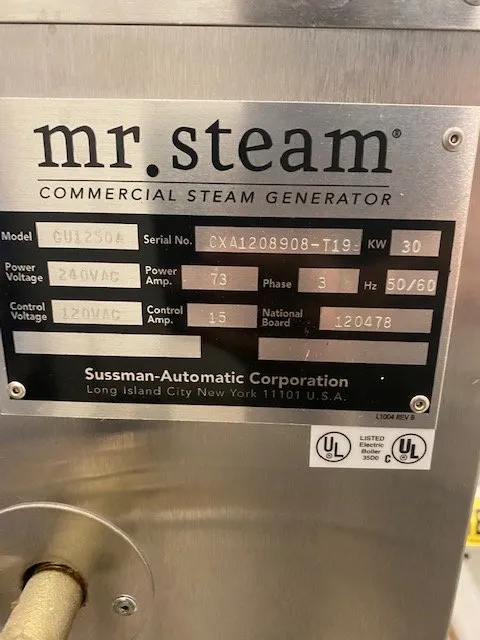 mr.steam®
COMMERCIAL STEAM GENERATOR
Model CU1250A Serial No. CXA1208908-T19 KW 30
Power Voltage 240VAC Power Amp. 73 Phase 3 Hz 50/60
Control Voltage 120VAC Control Amp. 15 National Board 120478
Sussman-Automatic Corporation
Long Island City New York 11101 U.S.A.
L1004 REV B
UL LISTED Electric Boiler 35D0 C UL